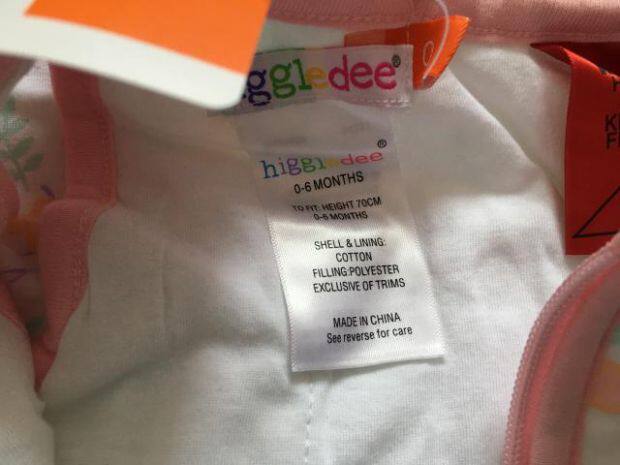 ggledee®
higgledee®
0-6 MONTHS
TO FIT: HEIGHT 70CM
0-6 MONTHS
SHELL & LINING:
COTTON
FILLING:POLYESTER
EXCLUSIVE OF TRIMS
MADE IN CHINA
See reverse for care